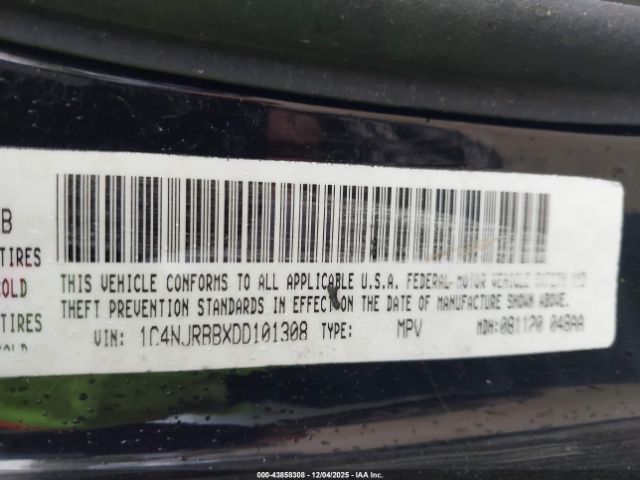 B
TIRES
OLD
TIRES
THIS VEHICLE CONFORMS TO ALL APPLICABLE U.S.A. FEDERAL MOTOR VEHICLE SAFETY AND
THEFT PREVENTION STANDARDS IN EFFECT ON THE DATE OF MANUFACTURE SHOWN ABOVE.
VIN: 1C4NJRBBXDD101308 TYPE: MPV MDH:081170 048AA
000-43858308 - 12/04/2025 - IAA Inc.